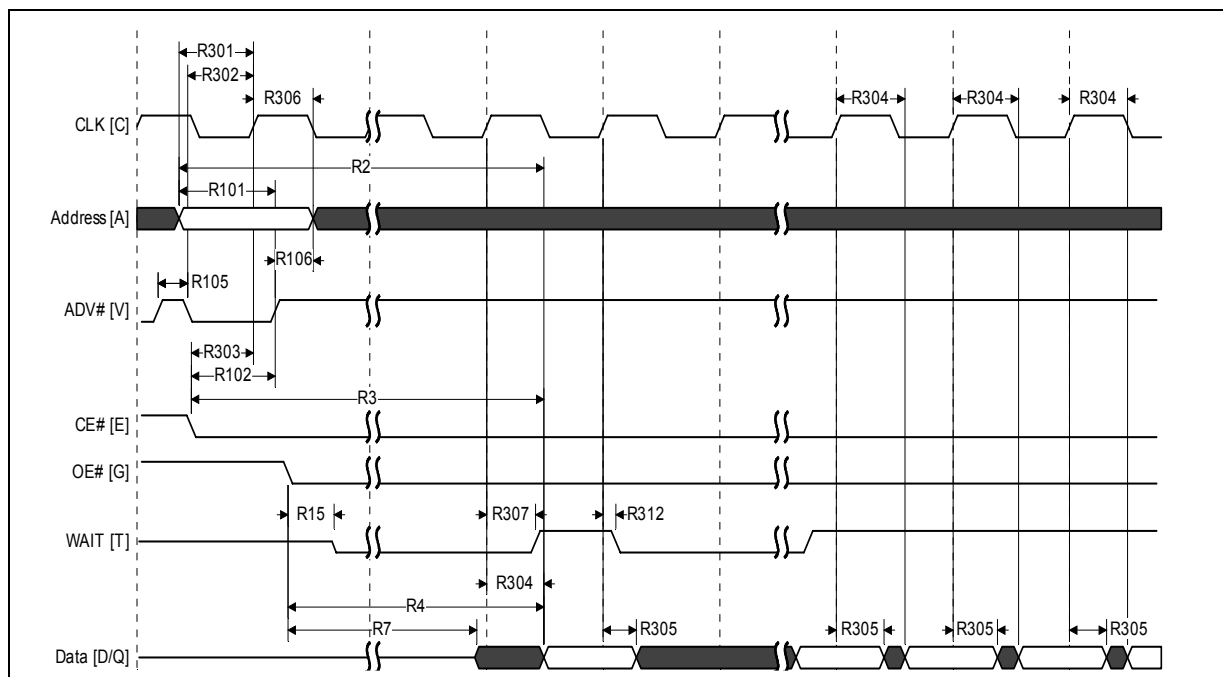 R301
R302
R306
R304
R304
R304
CLK [C]
R2
R101
Address [A]
R106
R105
ADV# [V]
R303
R102
R3
CE# [E]
OE# [G]
R15
R307
R312
WAIT [T]
R304
R4
R7
R305
R305
R305
R305
Data [D/Q]